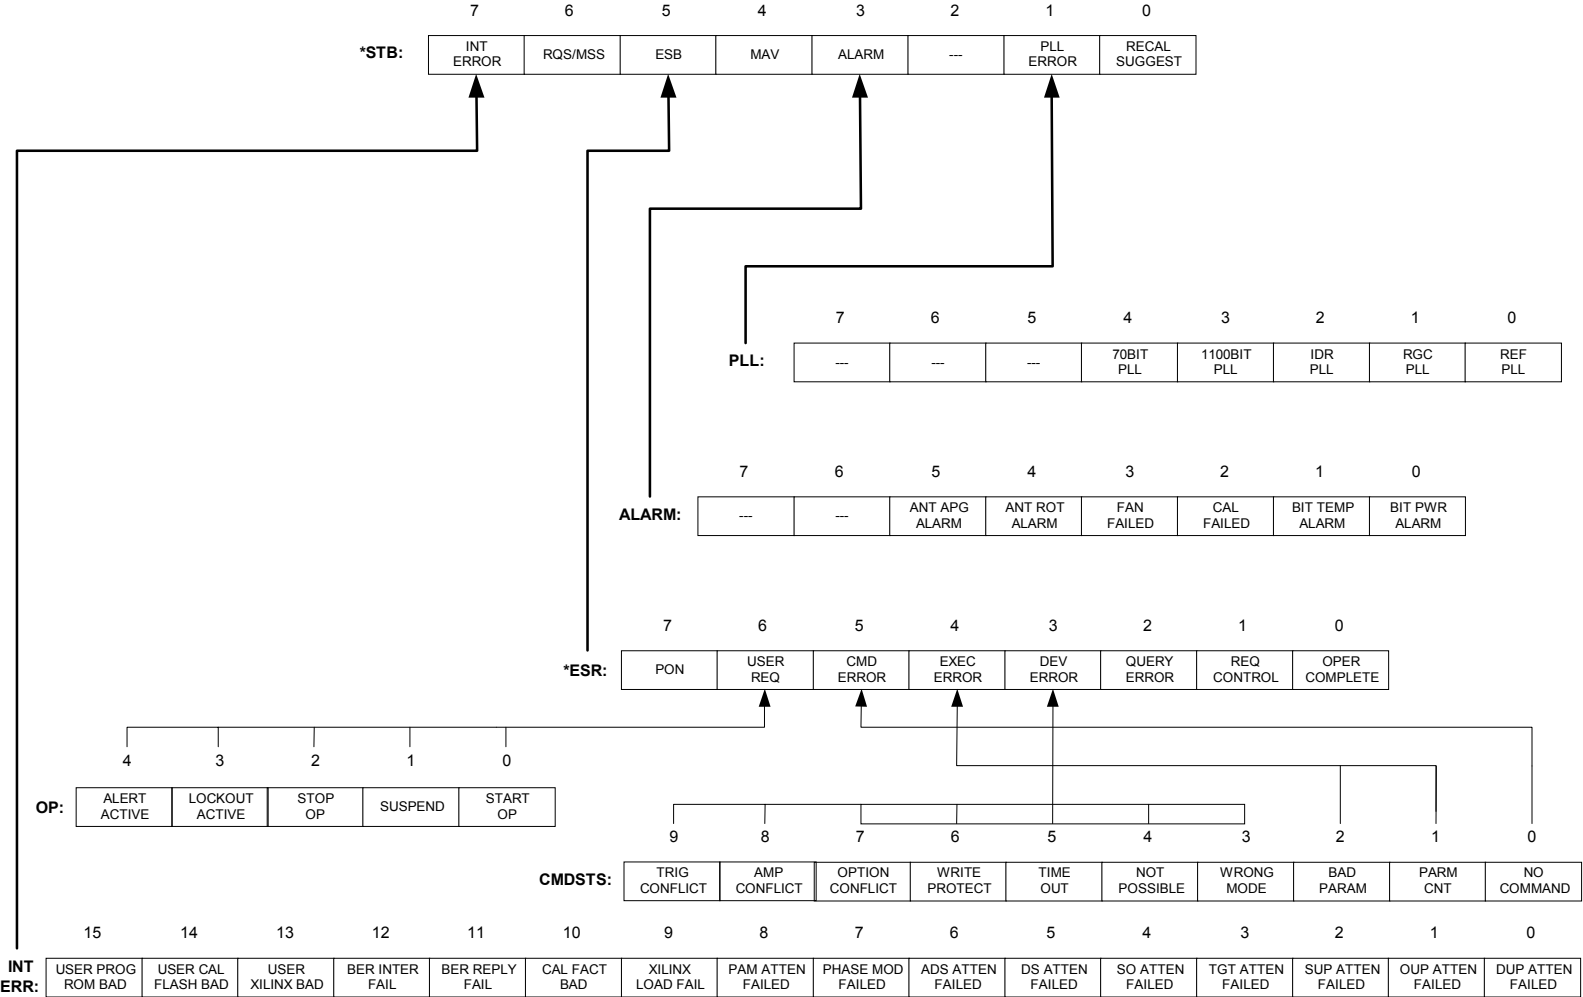 7 6 5 4 3 2 1 0
*STB: INT ERROR RQS/MSS ESB MAV ALARM --- PLL ERROR RECAL SUGGEST
7 6 5 4 3 2 1 0
PLL: --- --- --- 70BIT PLL 1100BIT PLL IDR PLL RGC PLL REF PLL
7 6 5 4 3 2 1 0
ALARM: --- --- ANT APG ALARM ANT ROT ALARM FAN FAILED CAL FAILED BIT TEMP ALARM BIT PWR ALARM
7 6 5 4 3 2 1 0
*ESR: PON USER REQ CMD ERROR EXEC ERROR DEV ERROR QUERY ERROR REQ CONTROL OPER COMPLETE
4 3 2 1 0
OP: ALERT ACTIVE LOCKOUT ACTIVE STOP OP SUSPEND START OP
9 8 7 6 5 4 3 2 1 0
CMDSTS: TRIG CONFLICT AMP CONFLICT OPTION CONFLICT WRITE PROTECT TIME OUT NOT POSSIBLE WRONG MODE BAD PARAM PARM CNT NO COMMAND
15 14 13 12 11 10 9 8 7 6 5 4 3 2 1 0
INT ERR: USER PROG ROM BAD USER CAL FLASH BAD USER XILINX BAD BER INTER FAIL BER REPLY FAIL CAL FACT BAD XILINX LOAD FAIL PAM ATTEN FAILED PHASE MOD FAILED ADS ATTEN FAILED DS ATTEN FAILED SO ATTEN FAILED TGT ATTEN FAILED SUP ATTEN FAILED OUP ATTEN FAILED DUP ATTEN FAILED